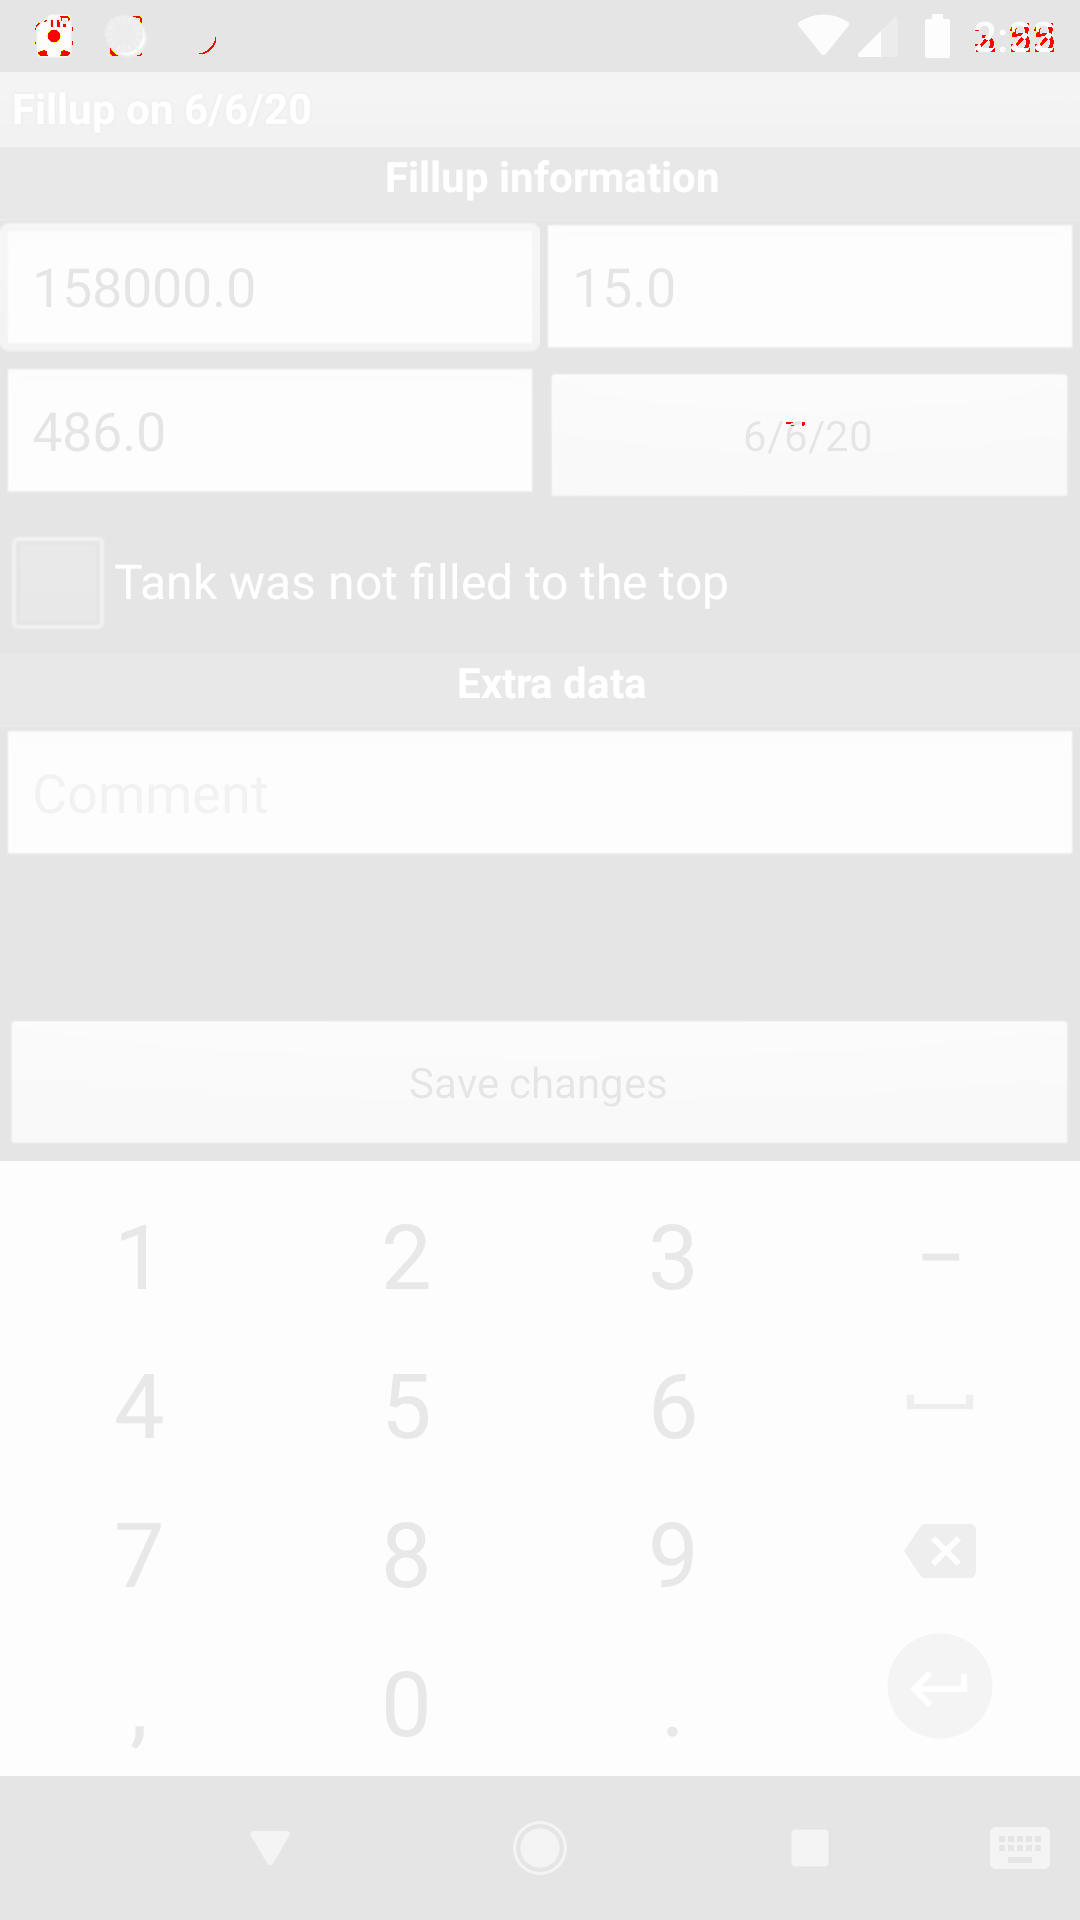 Fillup on 6/6/20
Fillup information
158000.0 15.0
486.0 6/6/20
Tank was not filled to the top
Extra data
Comment
Save changes
1 2 3 –
4 5 6
7 8 9
, 0 .